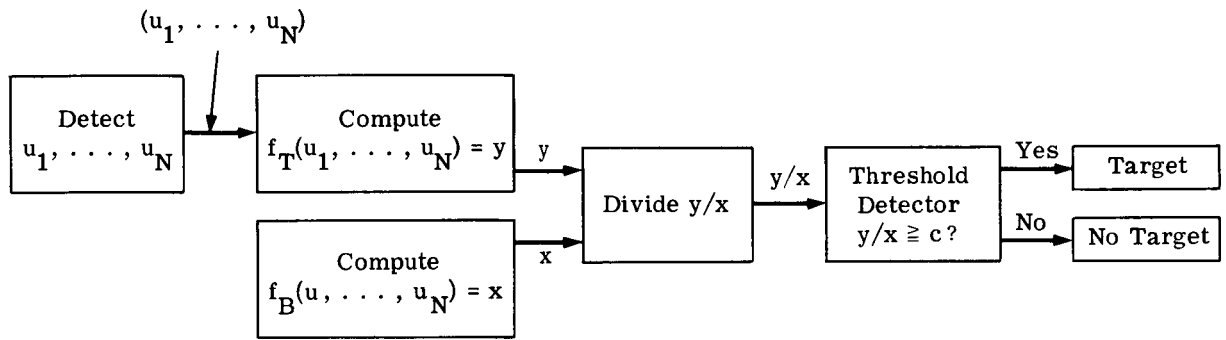 (u1, . . . , uN)
Detect
u1, . . . , uN
Compute
fT(u1, . . . , uN) = y
y
Compute
fB(u, . . . , uN) = x
x
Divide y/x
y/x
Threshold
Detector
y/x ≧ c ?
Yes
Target
No
No Target